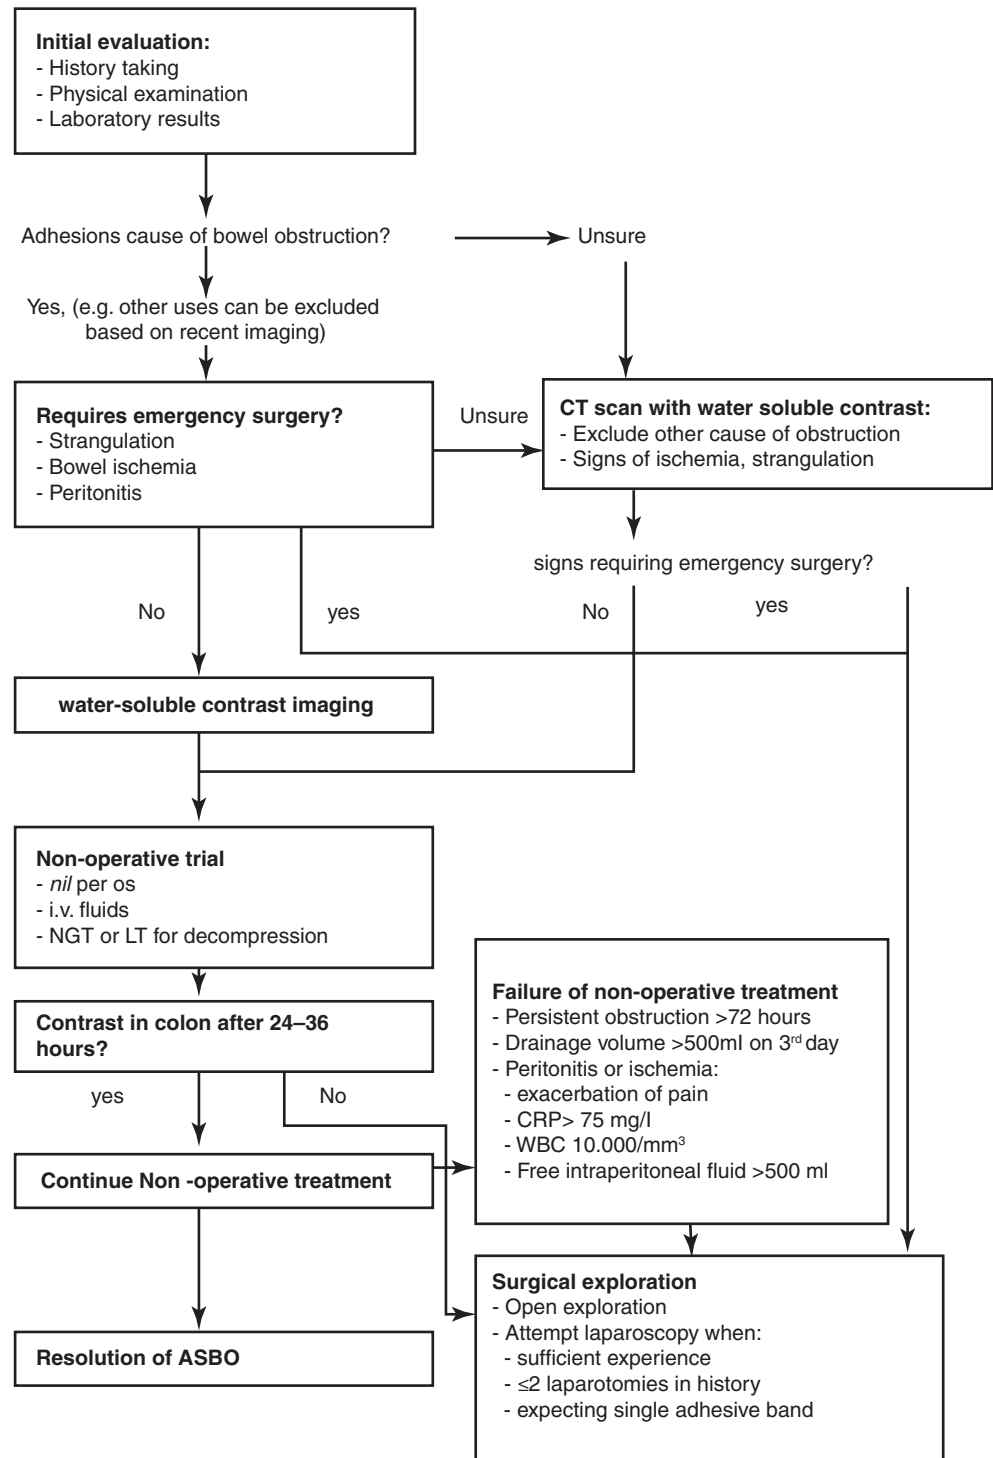 Initial evaluation:
- History taking
- Physical examination
- Laboratory results
Adhesions cause of bowel obstruction?
Unsure
Yes, (e.g. other uses can be excluded
based on recent imaging)
Requires emergency surgery?
- Strangulation
- Bowel ischemia
- Peritonitis
Unsure
CT scan with water soluble contrast:
- Exclude other cause of obstruction
- Signs of ischemia, strangulation
signs requiring emergency surgery?
No
yes
No
yes
water-soluble contrast imaging
Non-operative trial
- nil per os
- i.v. fluids
- NGT or LT for decompression
Contrast in colon after 24–36
hours?
yes
No
Continue Non -operative treatment
Failure of non-operative treatment
- Persistent obstruction >72 hours
- Drainage volume >500ml on 3rd day
- Peritonitis or ischemia:
- exacerbation of pain
- CRP> 75 mg/l
- WBC 10.000/mm3
- Free intraperitoneal fluid >500 ml
Resolution of ASBO
Surgical exploration
- Open exploration
- Attempt laparoscopy when:
- sufficient experience
- ≤2 laparotomies in history
- expecting single adhesive band